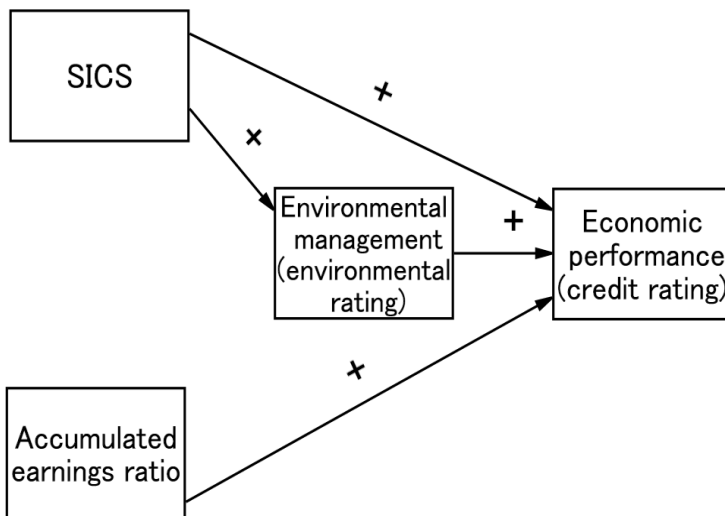 SICS
+
+
Environmental
management
(environmental
rating)
+
Economic
performance
(credit rating)
+
Accumulated
earnings ratio